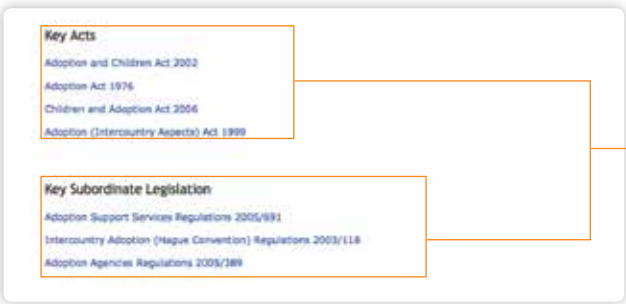 Key Acts
Adoption and Children Act 2002
Adoption Act 1976
Children and Adoption Act 2006
Adoption (Intercountry Aspects) Act 1999
Key Subordinate Legislation
Adoption Support Services Regulations 2005/691
Intercountry Adoption (Hague Convention) Regulations 2003/118
Adoption Agencies Regulations 2005/389